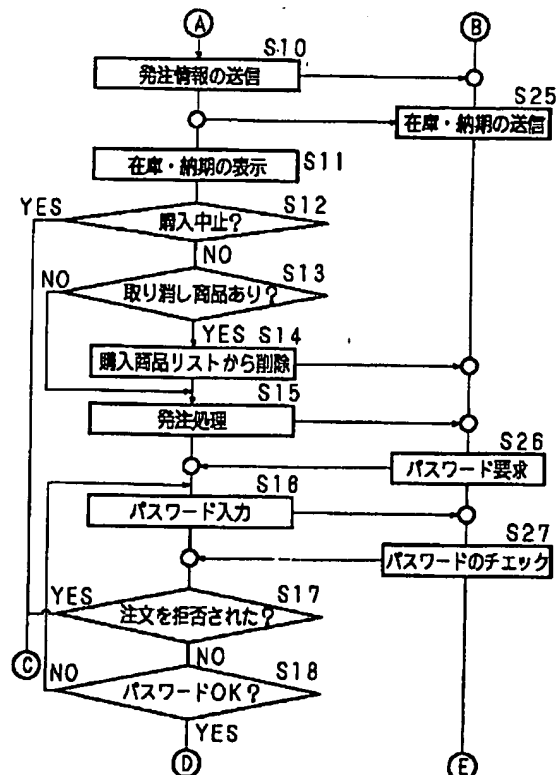 A
B
S10
発注情報の送信
S25
在庫・納期の送信
在庫・納期の表示
S11
YES
S12
購入中止?
NO
S13
NO
取り消し商品あり?
YES S14
購入商品リストから削除
S15
発注処理
S26
パスワード要求
S16
パスワード入力
S27
パスワードのチェック
YES
S17
注文を拒否された?
C
NO
NO
S18
パスワードOK?
YES
D
E